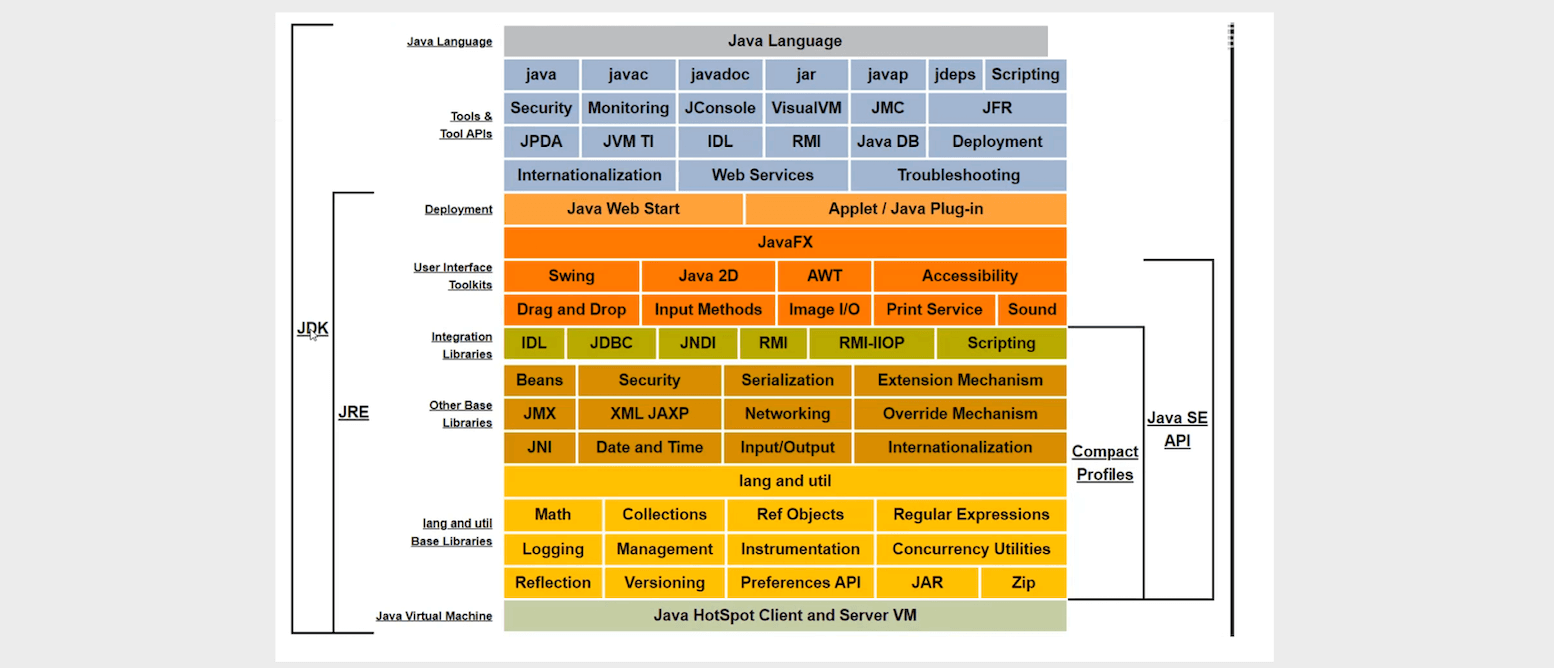 Java Language
Java Language
java javac javadoc jar javap jdeps Scripting
Tools &
Tool APIs
Security Monitoring JConsole VisualVM JMC JFR
JPDA JVM TI IDL RMI Java DB Deployment
Internationalization Web Services Troubleshooting
Deployment
Java Web Start Applet / Java Plug-in
JavaFX
User Interface
Toolkits
Swing Java 2D AWT Accessibility
Drag and Drop Input Methods Image I/O Print Service Sound
JDK
Integration
Libraries
IDL JDBC JNDI RMI RMI-IIOP Scripting
Beans Security Serialization Extension Mechanism
JRE
Other Base
Libraries
JMX XML JAXP Networking Override Mechanism
Java SE
API
JNI Date and Time Input/Output Internationalization
Compact
Profiles
lang and util
lang and util
Base Libraries
Math Collections Ref Objects Regular Expressions
Logging Management Instrumentation Concurrency Utilities
Reflection Versioning Preferences API JAR Zip
Java Virtual Machine
Java HotSpot Client and Server VM